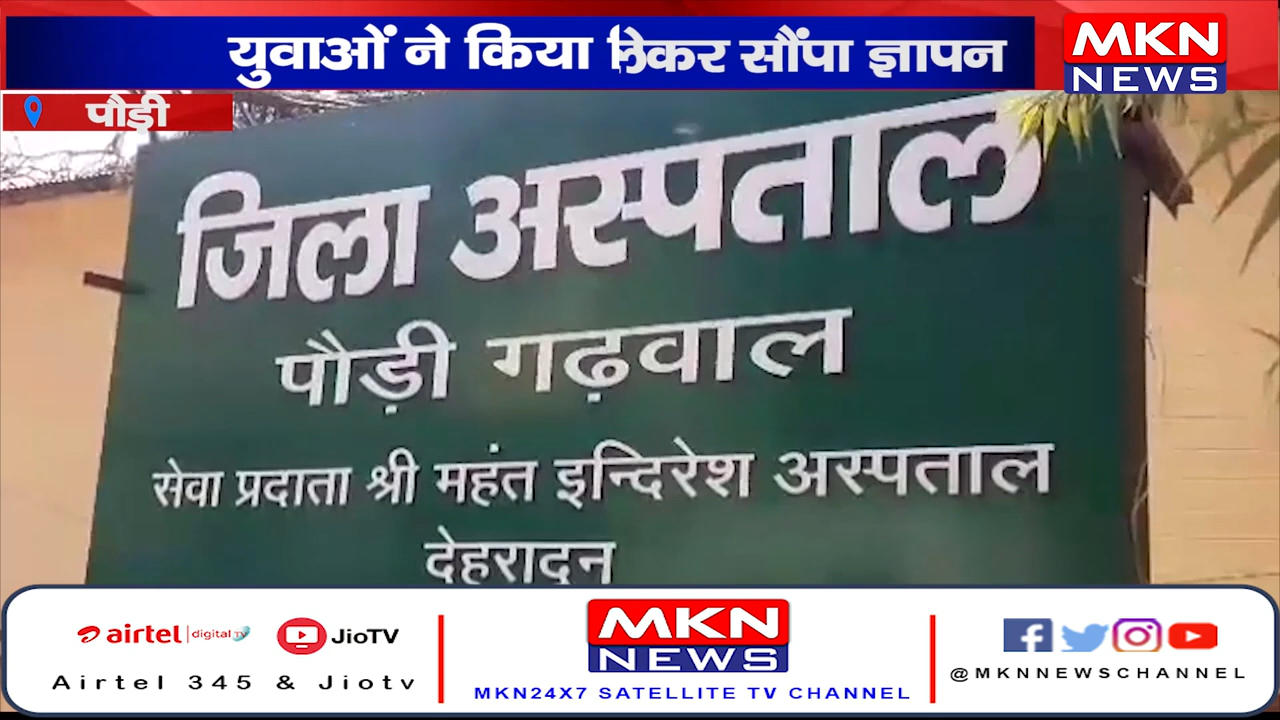 युवाओं ने किया लेकर सौंपा ज्ञापन
MKN
NEWS
पौड़ी
जिला अस्पताल
पौड़ी गढ़वाल
सेवा प्रदाता श्री महंत इन्दिरेश अस्पताल
देहरादून
airtel digital TV
JioTV
Airtel 345 & Jiotv
MKN
NEWS
MKN24X7 SATELLITE TV CHANNEL
@MKNNEWSCHANNEL